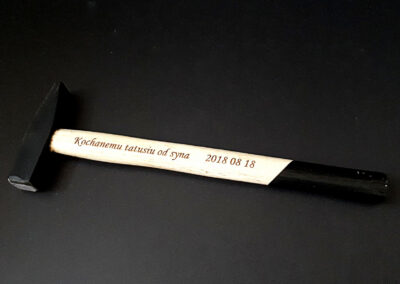 Kochanemu tatusiu od syna 2018 08 18